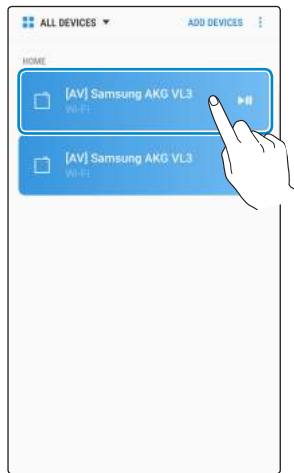 ALL DEVICES
ADD DEVICES
HOME
[AV] Samsung AKG VL3
Wi-Fi
[AV] Samsung AKG VL3
Wi-Fi